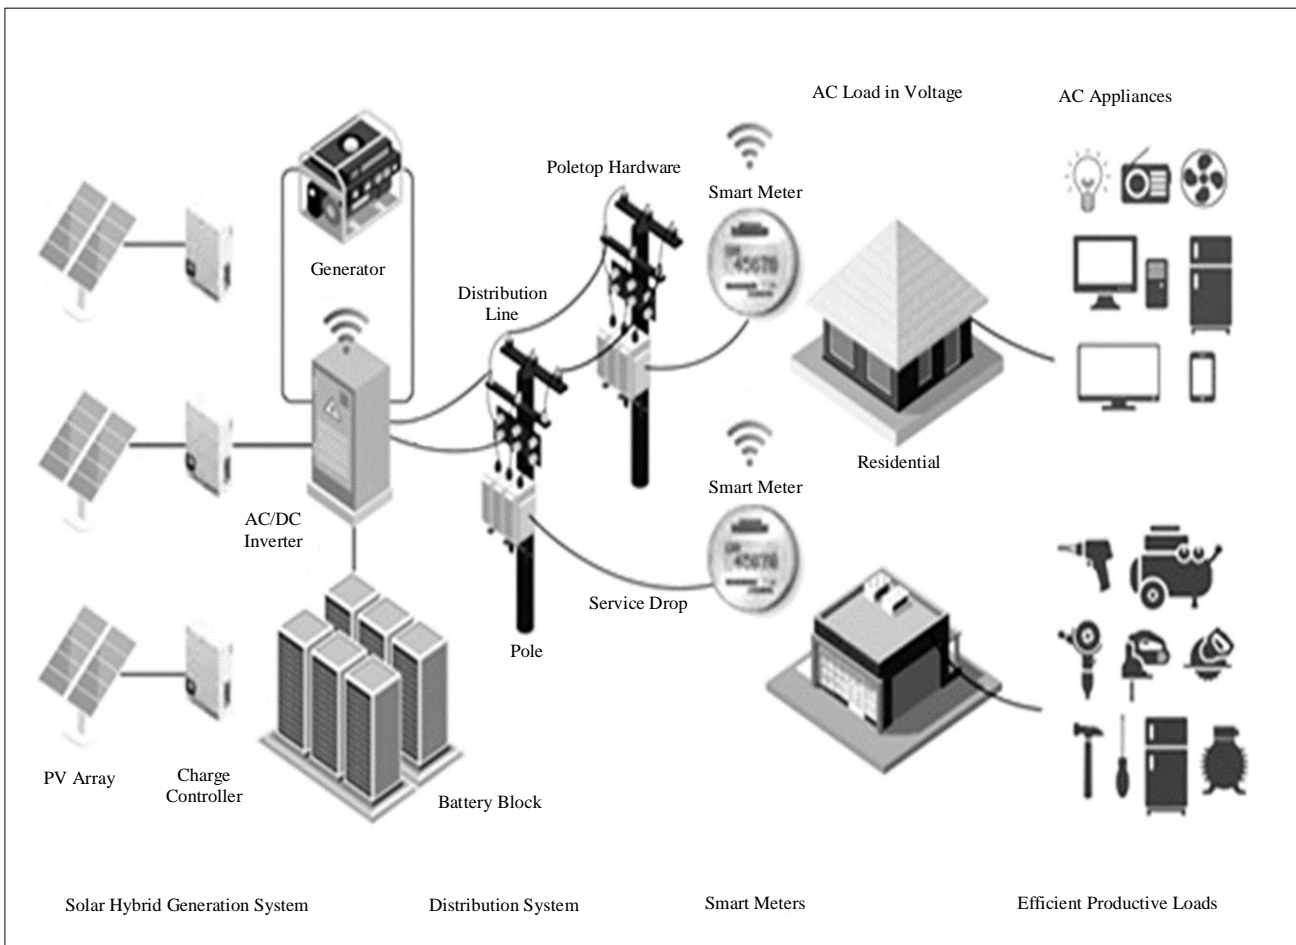 AC Load in Voltage
AC Appliances
Poletop Hardware
Smart Meter
Generator
Distribution
Line
45678
Residential
Smart Meter
AC/DC
Inverter
45678
Service Drop
Pole
PV Array
Charge
Controller
Battery Block
Solar Hybrid Generation System
Distribution System
Smart Meters
Efficient Productive Loads